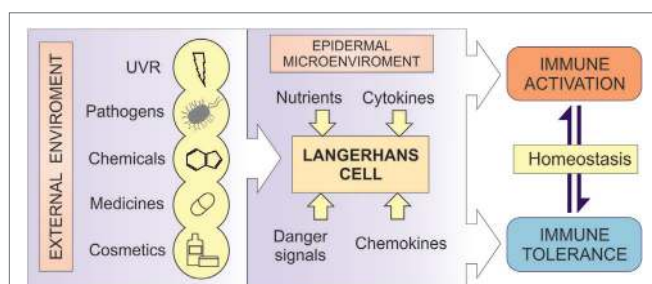 EXTERNAL ENVIROMENT
UVR
Pathogens
Chemicals
Medicines
Cosmetics
EPIDERMAL
MICROENVIROMENT
Nutrients
Cytokines
LANGERHANS
CELL
Danger
signals
Chemokines
IMMUNE
ACTIVATION
Homeostasis
IMMUNE
TOLERANCE